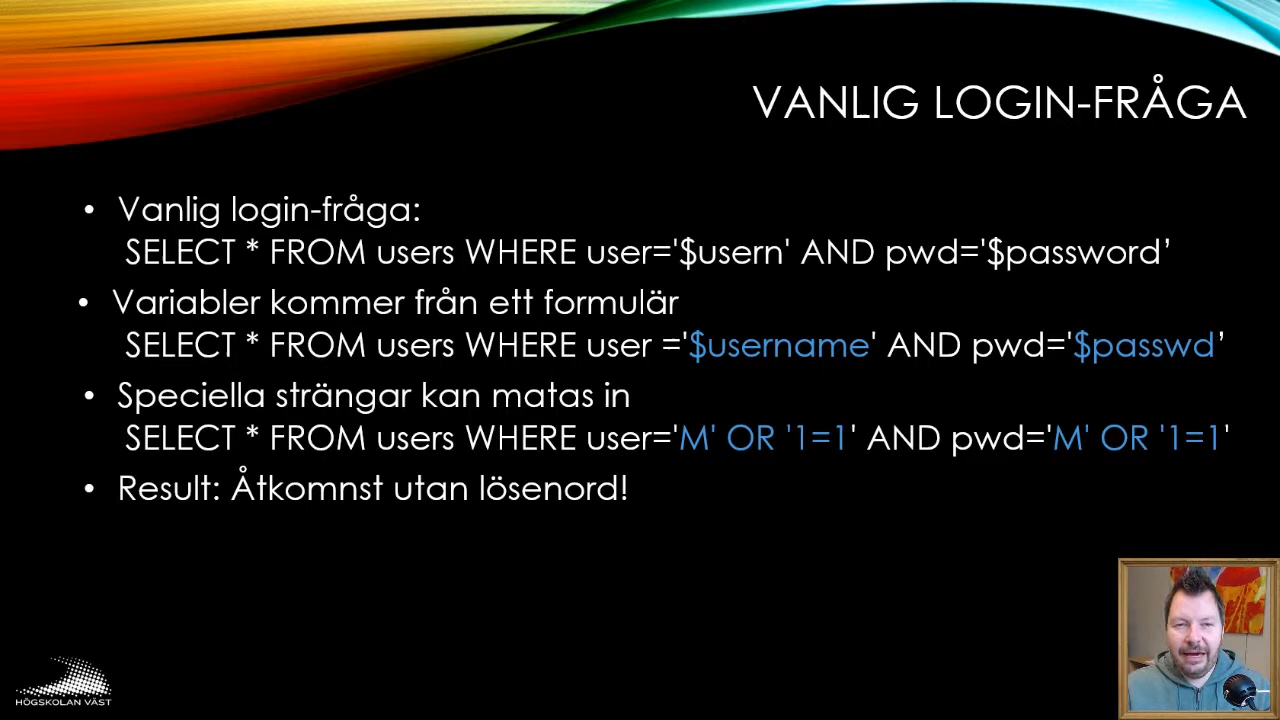 VANLIG LOGIN-FRÅGA
• Vanlig login-fråga:
SELECT * FROM users WHERE user='$usern' AND pwd='$password’
• Variabler kommer från ett formulär
SELECT * FROM users WHERE user ='$username' AND pwd='$passwd’
• Speciella strängar kan matas in
SELECT * FROM users WHERE user='M' OR '1=1' AND pwd='M' OR '1=1'
• Result: Åtkomnst utan lösenord!
HÖGSKOLAN VÄST